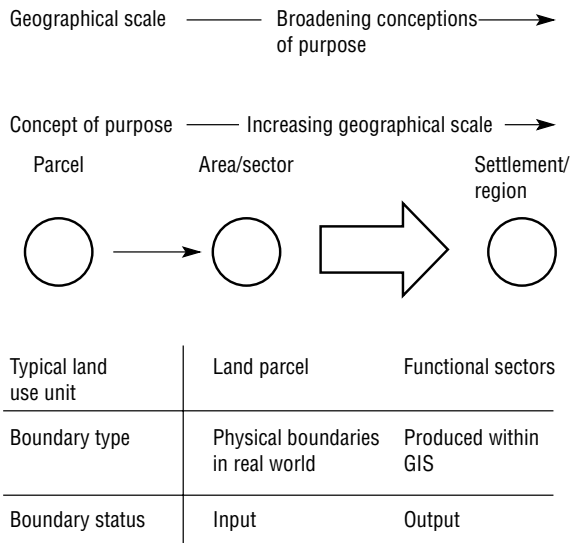 Geographical scale Broadening conceptions
of purpose
Concept of purpose Increasing geographical scale
Parcel Area/sector Settlement/
region
Typical land Land parcel Functional sectors
use unit
Boundary type Physical boundaries Produced within
in real world GIS
Boundary status Input Output